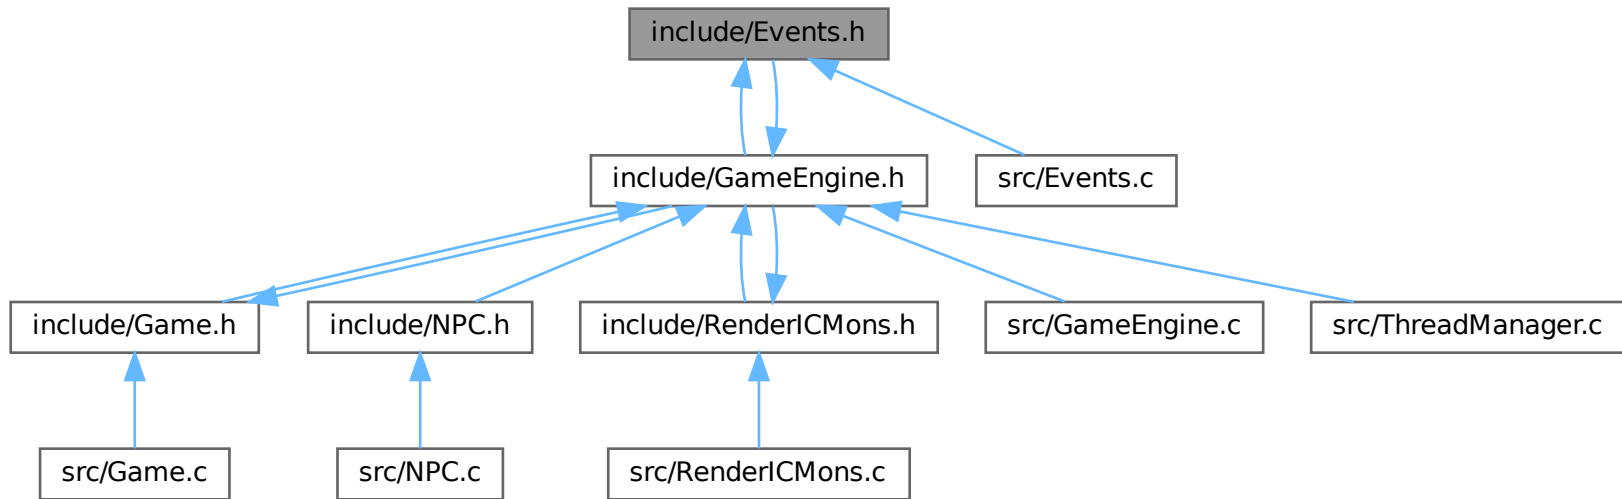 include/Events.h
include/GameEngine.h
src/Events.c
include/Game.h
include/NPC.h
include/RenderICMons.h
src/GameEngine.c
src/ThreadManager.c
src/Game.c
src/NPC.c
src/RenderICMons.c